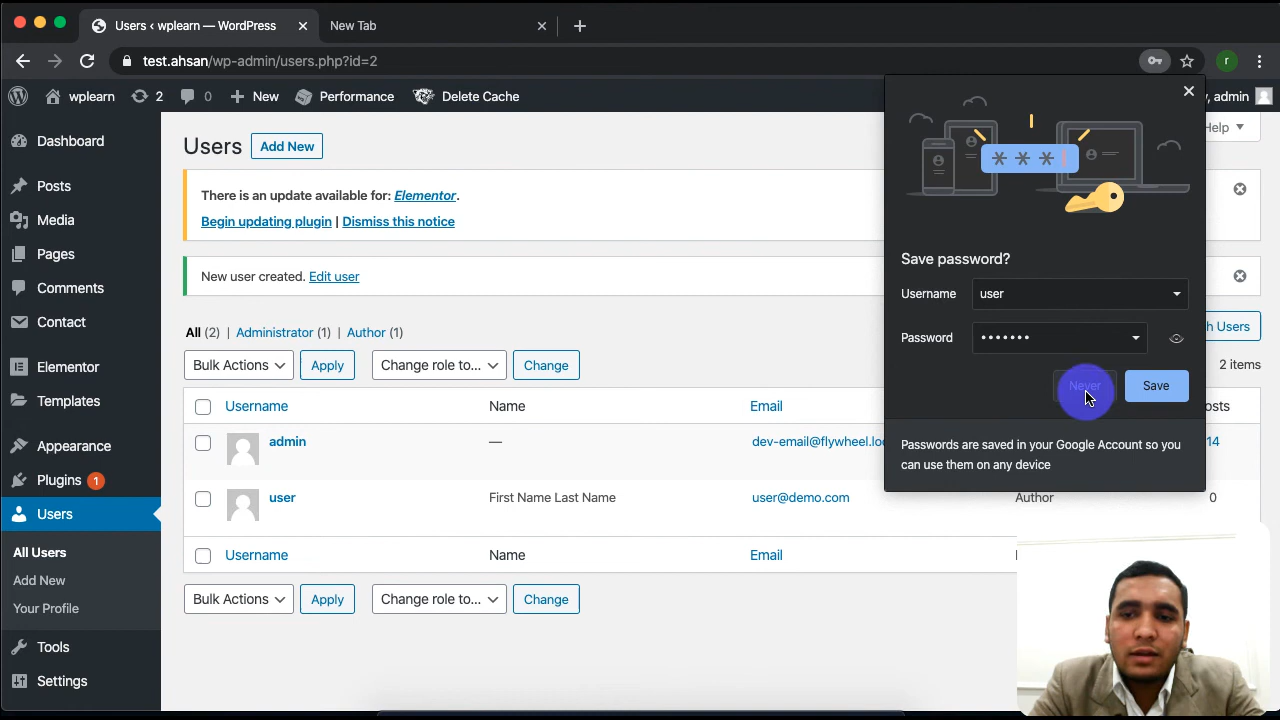 Users ‹ wplearn — WordPress
New Tab
test.ahsan/wp-admin/users.php?id=2
r
wplearn
2
0
New
Performance
Delete Cache
, admin
Dashboard
Posts
Media
Pages
Comments
Contact
Elementor
Templates
Appearance
Plugins 1
Users
All Users
Add New
Your Profile
Tools
Settings
Users
Add New
Help
There is an update available for: Elementor.
Begin updating plugin | Dismiss this notice
New user created. Edit user
All (2) | Administrator (1) | Author (1)
h Users
Bulk Actions
Apply
Change role to...
Change
2 items
Username
Name
Email
osts
admin
—
dev-email@flywheel.loc
14
user
First Name Last Name
user@demo.com
Author
0
Username
Name
Email
Bulk Actions
Apply
Change role to...
Change
* * *
Save password?
Username
user
Password
•••••••
Never
Save
Passwords are saved in your Google Account so you
can use them on any device